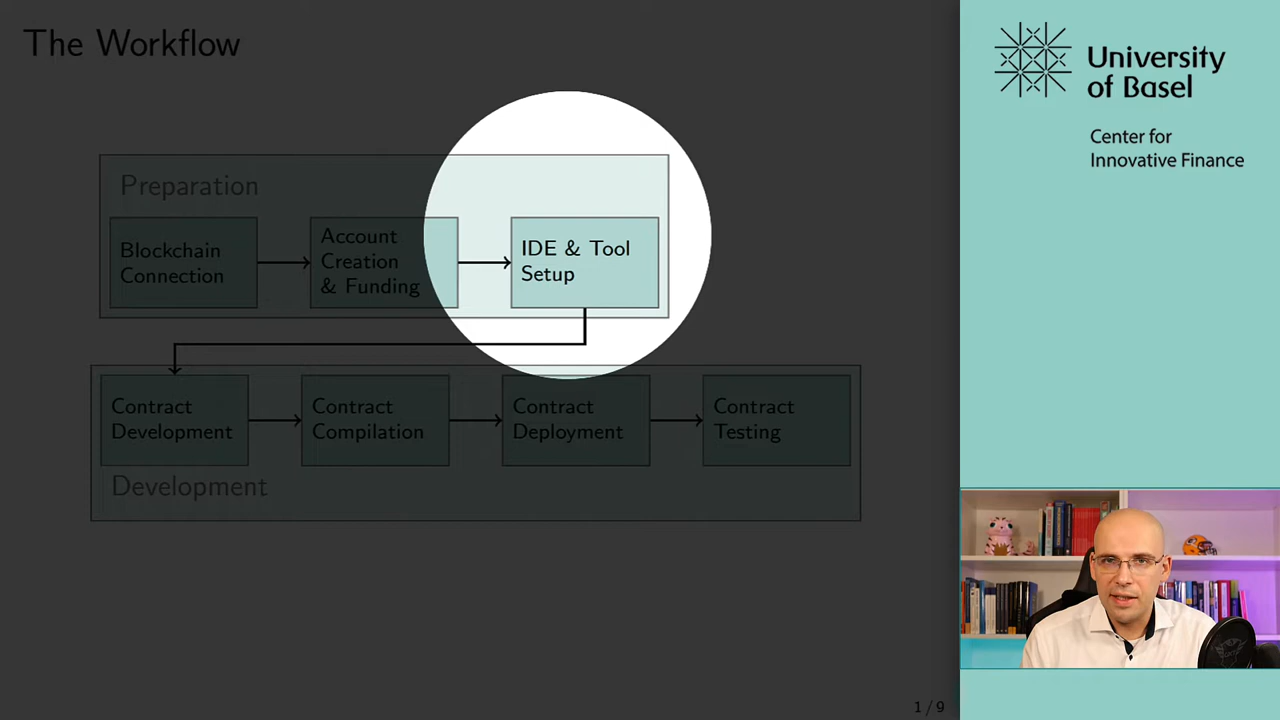 The Workflow
Preparation
Blockchain
Connection
Account
Creation
& Funding
IDE & Tool
Setup
Contract
Development
Contract
Compilation
Contract
Deployment
Contract
Testing
Development
1 / 9
University
of Basel
Center for
Innovative Finance